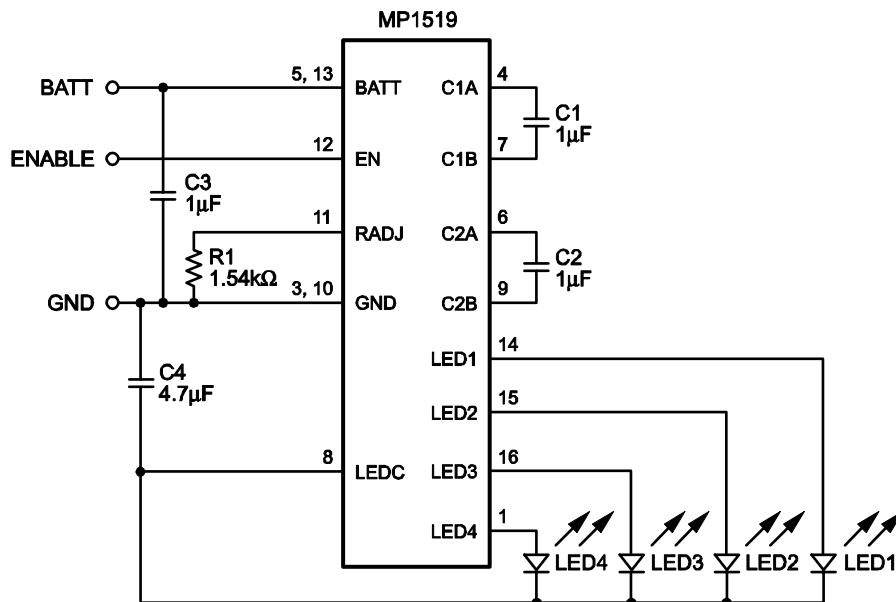 MP1519
BATT
5, 13
BATT
C1A
4
C1
1µF
ENABLE
12
EN
C1B
7
C3
1µF
11
RADJ
C2A
6
R1
1.54kΩ
C2
1µF
GND
3, 10
GND
C2B
9
LED1
14
C4
4.7µF
LED2
15
8
LEDC
LED3
16
LED4
1
LED4
LED3
LED2
LED1